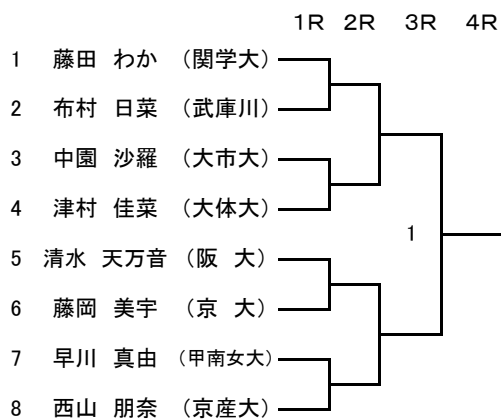 1R 2R 3R 4R
1 藤田 わか （関学大）
2 布村 日菜 （武庫川）
3 中園 沙羅 （大市大）
4 津村 佳菜 （大体大）
1
5 清水 天万音 （阪 大）
6 藤岡 美宇 （京 大）
7 早川 真由 （甲南女大）
8 西山 朋奈 （京産大）